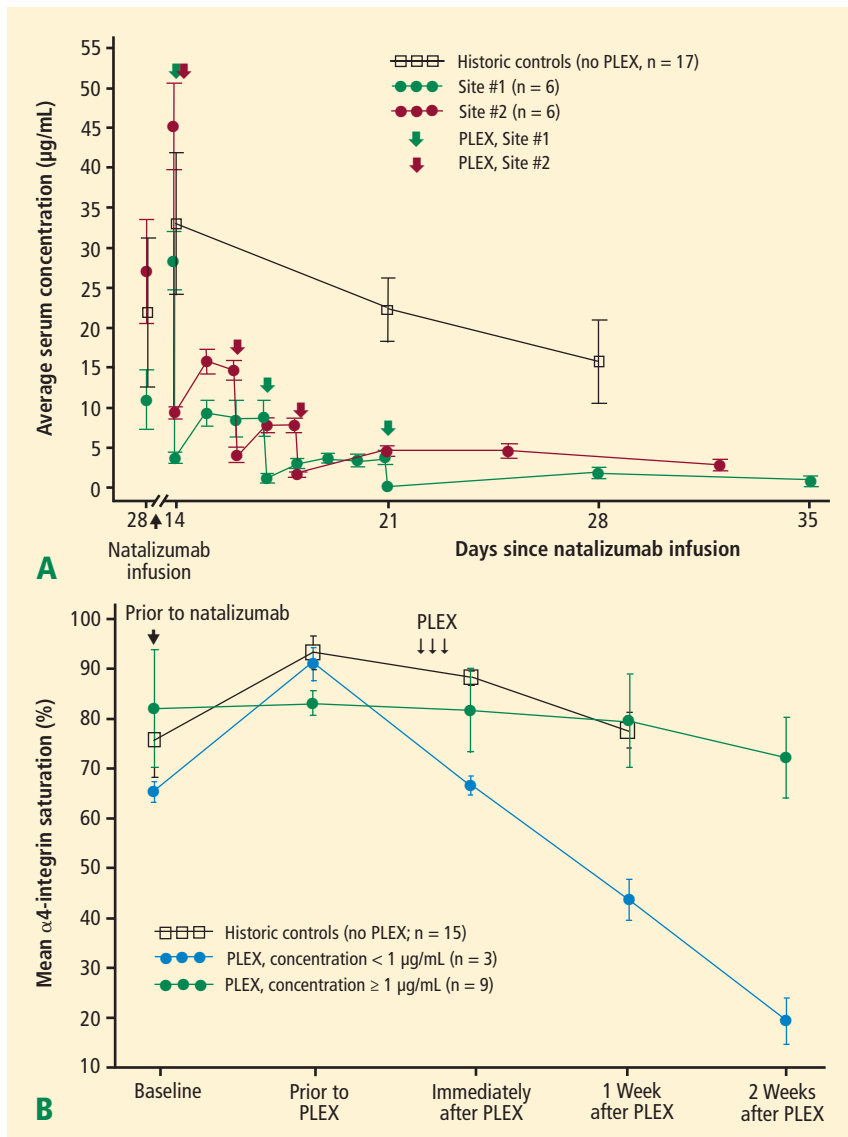 55
50
45
40
35
30
25
20
15
10
5
0
Average serum concentration (µg/mL)
Historic controls (no PLEX, n = 17)
Site #1 (n = 6)
Site #2 (n = 6)
PLEX, Site #1
PLEX, Site #2
28 14 21 28 35
Natalizumab
infusion
Days since natalizumab infusion
A
100
90
80
70
60
50
40
30
20
10
Mean α4-integrin saturation (%)
Prior to natalizumab
PLEX
Historic controls (no PLEX; n = 15)
PLEX, concentration < 1 µg/mL (n = 3)
PLEX, concentration ≥ 1 µg/mL (n = 9)
Baseline
Prior to
PLEX
Immediately
after PLEX
1 Week
after PLEX
2 Weeks
after PLEX
B